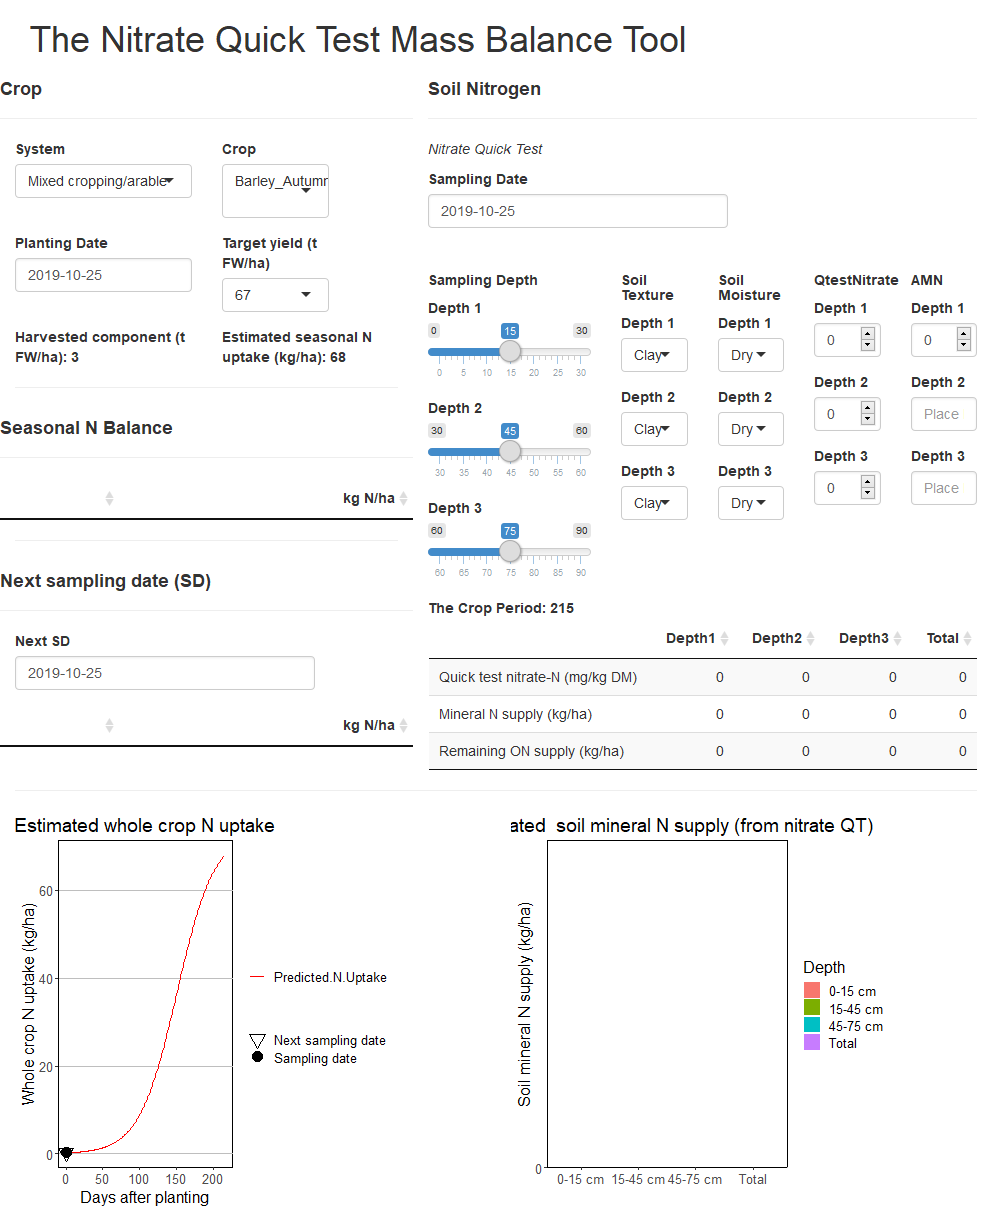 The Nitrate Quick Test Mass Balance Tool
Crop
System
Crop
Mixed cropping/arable
Barley_Autumn
Planting Date
Target yield (t
FW/ha)
2019-10-25
67
Harvested component (t
FW/ha): 3
Estimated seasonal N
uptake (kg/ha): 68
Seasonal N Balance
kg N/ha
Next sampling date (SD)
Next SD
2019-10-25
kg N/ha
Soil Nitrogen
Nitrate Quick Test
Sampling Date
2019-10-25
Sampling Depth
Depth 1
0 15 30
0 5 10 15 20 25 30
Depth 2
30 45 60
30 35 40 45 50 55 60
Depth 3
60 75 90
60 65 70 75 80 85 90
Soil
Texture
Depth 1
Clay
Depth 2
Clay
Depth 3
Clay
Soil
Moisture
Depth 1
Dry
Depth 2
Dry
Depth 3
Dry
QtestNitrate
Depth 1
0
Depth 2
0
Depth 3
0
AMN
Depth 1
0
Depth 2
Place
Depth 3
Place
The Crop Period: 215
Depth1 Depth2 Depth3 Total
Quick test nitrate-N (mg/kg DM) 0 0 0 0
Mineral N supply (kg/ha) 0 0 0 0
Remaining ON supply (kg/ha) 0 0 0 0
Estimated whole crop N uptake
Whole crop N uptake (kg/ha)
60
40
20
0
0 50 100 150 200
Days after planting
Predicted.N.Uptake
Next sampling date
Sampling date
ated soil mineral N supply (from nitrate QT)
Soil mineral N supply (kg/ha)
0
0-15 cm 15-45 cm 45-75 cm Total
Depth
0-15 cm
15-45 cm
45-75 cm
Total